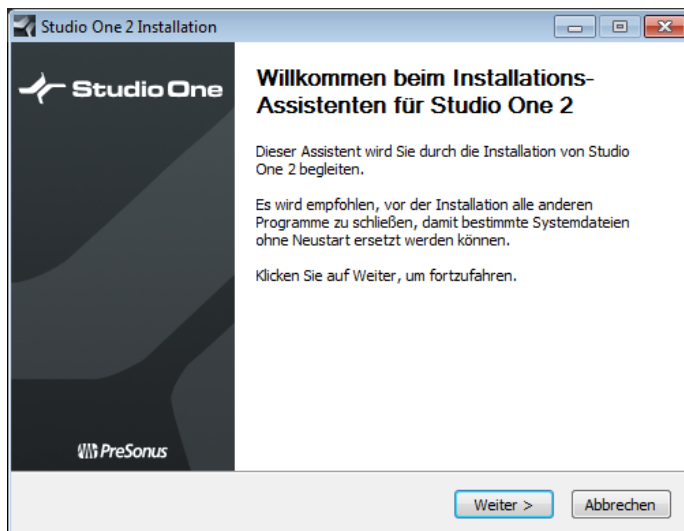 Studio One 2 Installation
Studio One
Willkommen beim Installations-
Assistenten für Studio One 2
Dieser Assistent wird Sie durch die Installation von Studio
One 2 begleiten.
Es wird empfohlen, vor der Installation alle anderen
Programme zu schließen, damit bestimmte Systemdateien
ohne Neustart ersetzt werden können.
Klicken Sie auf Weiter, um fortzufahren.
PreSonus
Weiter >
Abbrechen